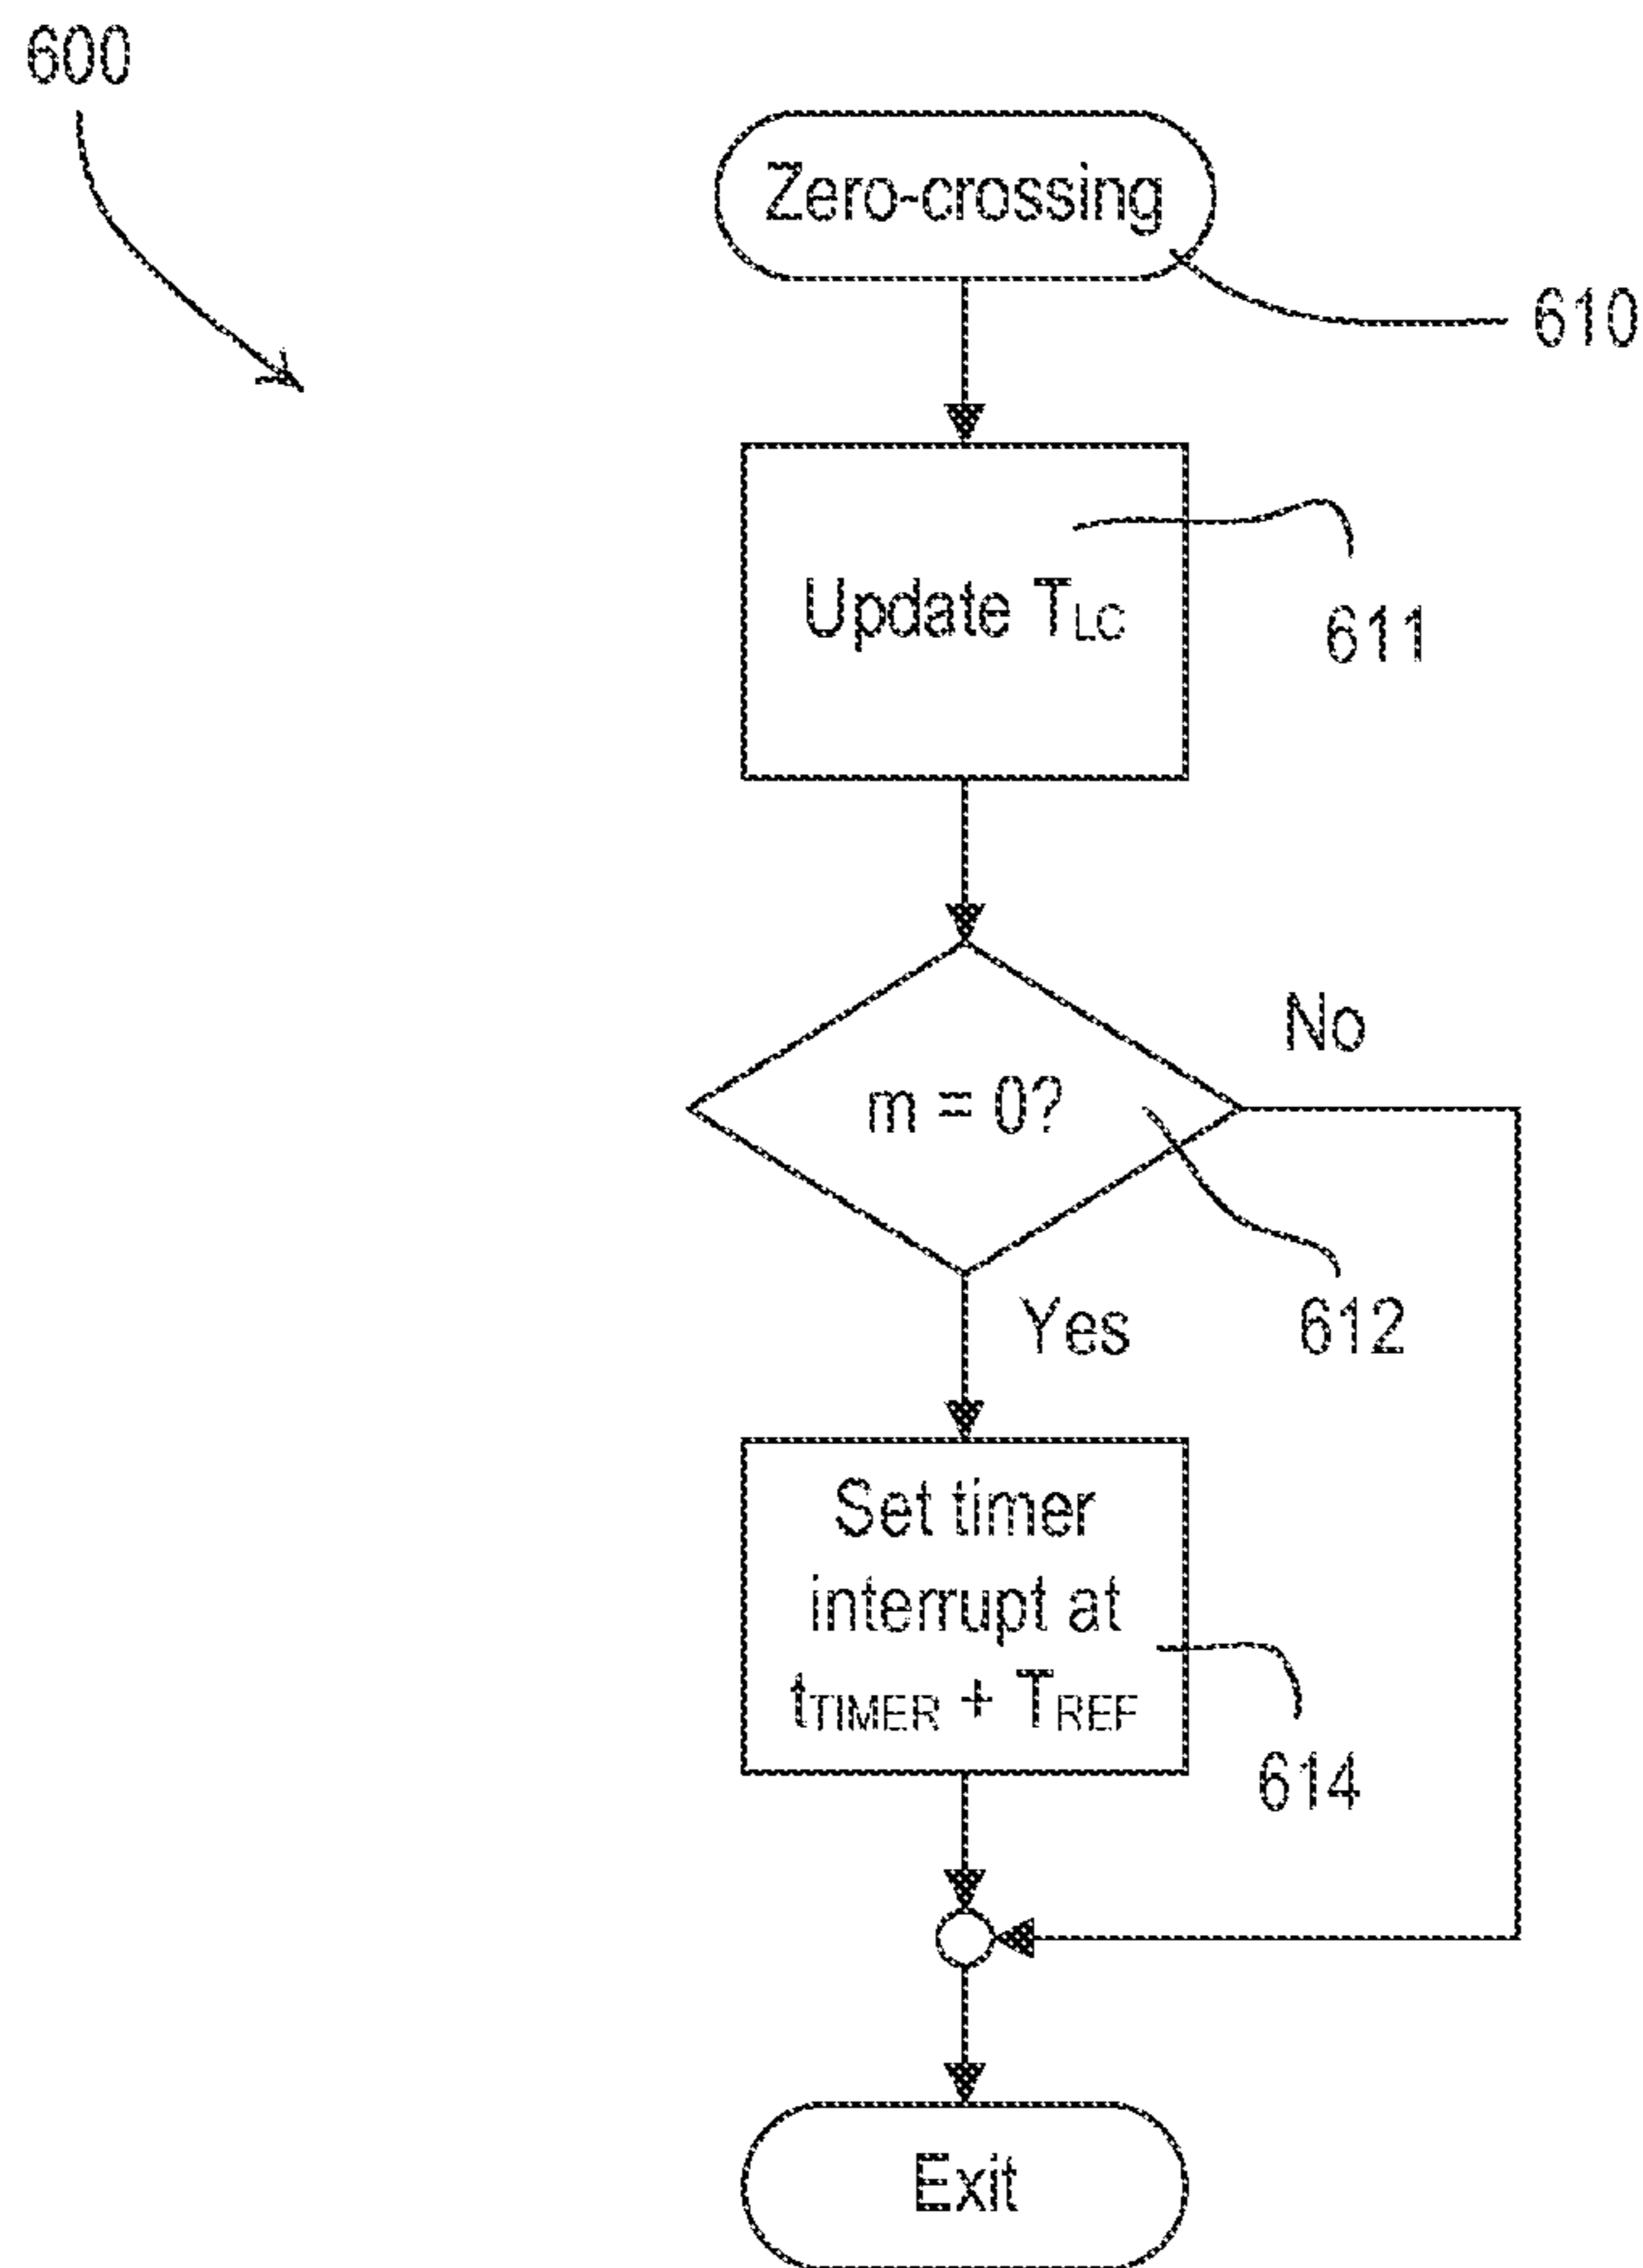 600
Zero-crossing
610
Update TLC
611
No
m = 0?
Yes
612
Set timer
interrupt at
tTIMER + TREF
614
Exit